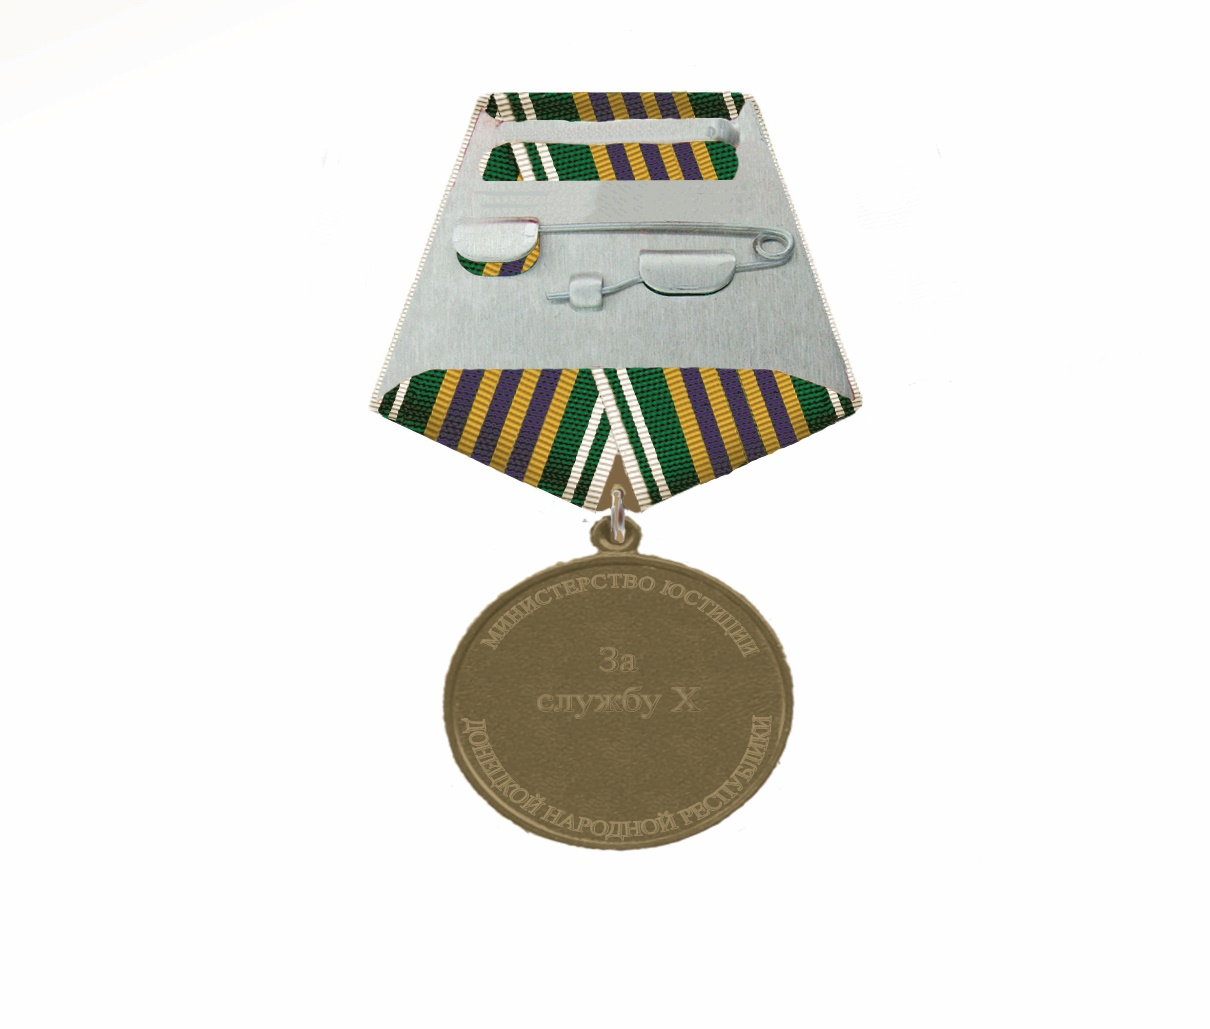 МИНИСТЕРСТВО ЮСТИЦИИ
За
службу X
ДОНЕЦКОЙ НАРОДНОЙ РЕСПУБЛИКИ